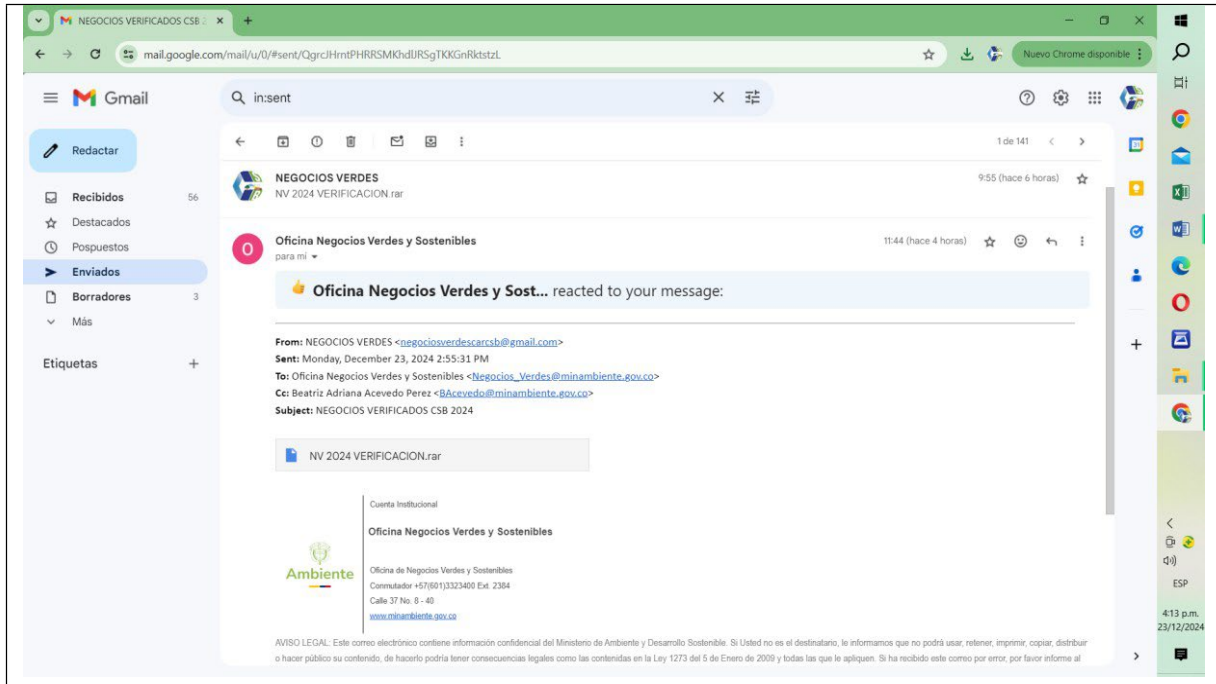 NEGOCIOS VERIFICADOS CSB 2
mail.google.com/mail/u/0/#sent/QgrcJHrntPHRRSMKhdlJRSgTKKGnRktstzL
Nuevo Chrome disponible
Gmail
in:sent
Redactar
1 de 141
Recibidos 56
Destacados
Pospuestos
Enviados
Borradores 3
Más
Etiquetas
NEGOCIOS VERDES 9:55 (hace 6 horas)
NV 2024 VERIFICACION.rar
O
Oficina Negocios Verdes y Sostenibles 11:44 (hace 4 horas)
para mí
Oficina Negocios Verdes y Sost... reacted to your message:
From: NEGOCIOS VERDES <negociosverdescarcsb@gmail.com>
Sent: Monday, December 23, 2024 2:55:31 PM
To: Oficina Negocios Verdes y Sostenibles <Negocios_Verdes@minambiente.gov.co>
Cc: Beatriz Adriana Acevedo Perez <BAcevedo@minambiente.gov.co>
Subject: NEGOCIOS VERIFICADOS CSB 2024
NV 2024 VERIFICACION.rar
Ambiente
Cuenta Institucional
Oficina Negocios Verdes y Sostenibles
Oficina de Negocios Verdes y Sostenibles
Conmutador +57(601)3323400 Ext. 2384
Calle 37 No. 8 - 40
www.minambiente.gov.co
AVISO LEGAL: Este correo electrónico contiene información confidencial del Ministerio de Ambiente y Desarrollo Sostenible. Si Usted no es el destinatario, le informamos que no podrá usar, retener, imprimir, copiar, distribuir
o hacer público su contenido, de hacerlo podría tener consecuencias legales como las contenidas en la Ley 1273 del 5 de Enero de 2009 y todas las que le apliquen. Si ha recibido este correo por error, por favor informe al
ESP
4:13 p.m.
23/12/2024